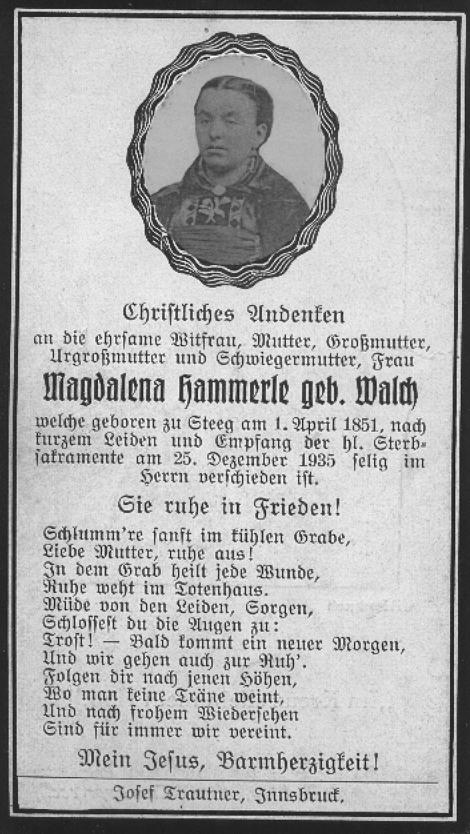 Christliches Andenken
an die ehrsame Witfrau, Mutter, Großmutter,
Urgroßmutter und Schwiegermutter, Frau
Magdalena Hammerle geb. Walch
welche geboren zu Steeg am 1. April 1851, nach
kurzem Leiden und Empfang der hl. Sterb-
sakramente am 25. Dezember 1935 selig im
Herrn verschieden ist.
Sie ruhe in Frieden!
Schlumm're sanft im kühlen Grabe,
Liebe Mutter, ruhe aus!
In dem Grab heilt jede Wunde,
Ruhe weht im Totenhaus.
Müde von den Leiden, Sorgen,
Schlossest du die Augen zu:
Trost! — Bald kommt ein neuer Morgen,
Und wir gehen auch zur Ruh'.
Folgen dir nach jenen Höhen,
Wo man keine Träne weint,
Und nach frohem Wiedersehen
Sind für immer wir vereint.
Mein Jesus, Barmherzigkeit!
Josef Trautner, Innsbruck.